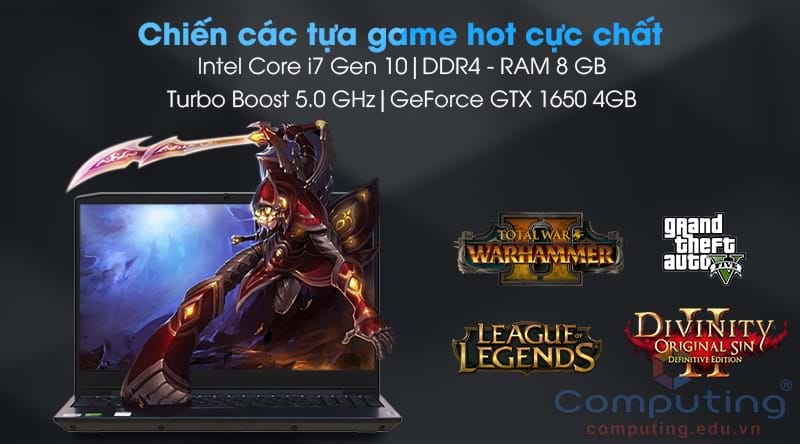 Chiến các tựa game hot cực chất
Intel Core i7 Gen 10|DDR4 - RAM 8 GB
Turbo Boost 5.0 GHz|GeForce GTX 1650 4GB
TOTAL WAR
WARHAMMER
II
grand
theft
auto
V
FIVE
LEAGUE OF
LEGENDS
DIVINITY
II
ORIGINAL SIN
DEFINITIVE EDITION
Computing®
computing.edu.vn